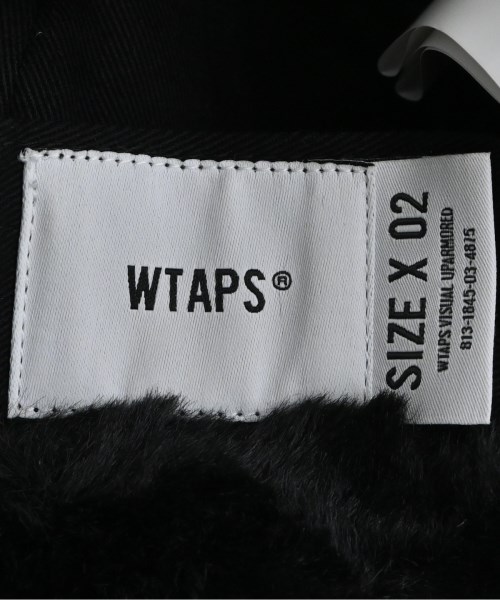 WTAPS®
SIZE X 02
WTAPS VISUAL UPARMORED
813-1845-03-4875